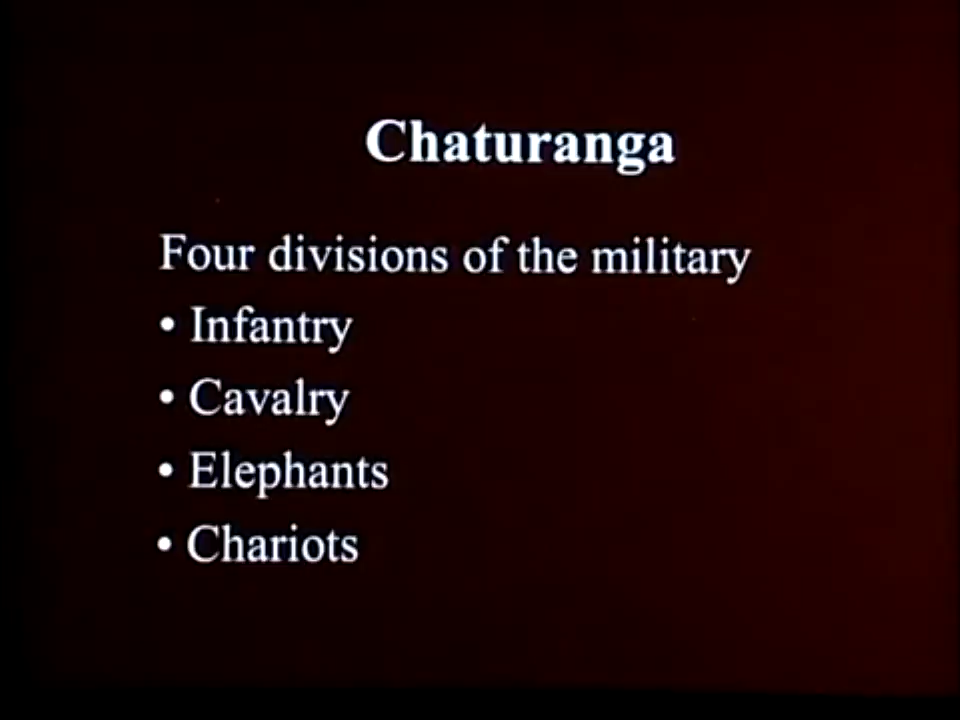 Chaturanga
Four divisions of the military
• Infantry
• Cavalry
• Elephants
• Chariots